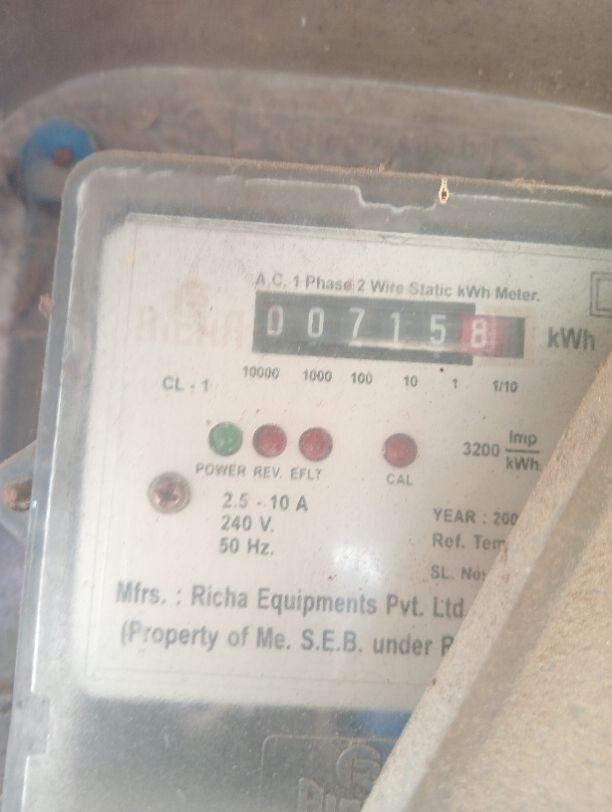 A.C. 1 Phase 2 Wire Static kWh Meter.
RICHA
0 0 7 1 5 8 kWh
CL - 1
10000 1000 100 10 1 1/10
POWER REV. EFLT
CAL
3200 Imp
kWh
2.5 - 10 A
240 V.
50 Hz.
YEAR : 200
Ref. Tem
SL. No
Mfrs. : Richa Equipments Pvt. Ltd
(Property of Me. S.E.B. under R